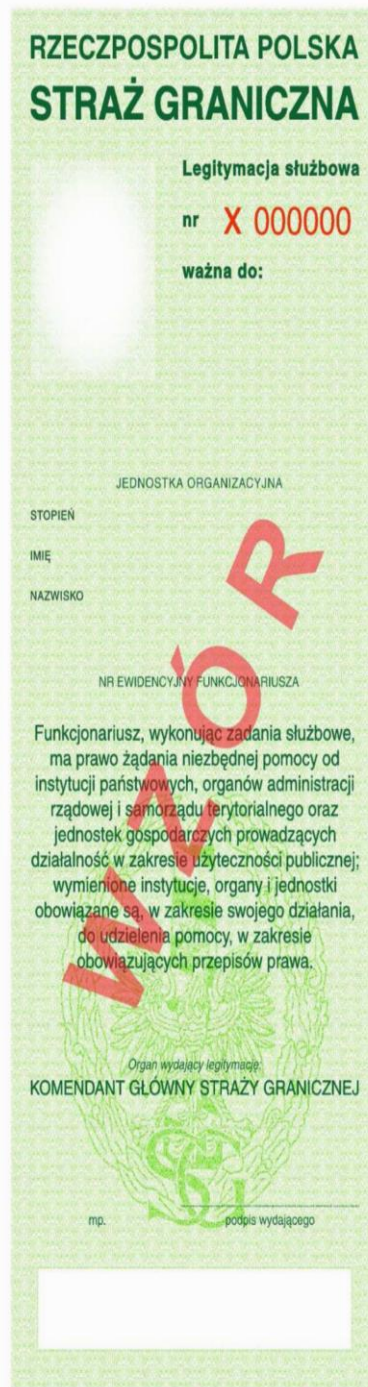 RZECZPOSPOLITA POLSKA
STRAŻ GRANICZNA
Legitymacja służbowa
nr X 000000
ważna do:
JEDNOSTKA ORGANIZACYJNA
STOPIEŃ
IMIĘ
NAZWISKO
NR EWIDENCYJNY FUNKCJONARIUSZA
Funkcjonariusz, wykonując zadania służbowe,
ma prawo żądania niezbędnej pomocy od
instytucji państwowych, organów administracji
rządowej i samorządu terytorialnego oraz
jednostek gospodarczych prowadzących
działalność w zakresie użyteczności publicznej;
wymienione instytucje, organy i jednostki
obowiązane są, w zakresie swojego działania,
do udzielenia pomocy, w zakresie
obowiązujących przepisów prawa.
WZÓR
Organ wydający legitymację:
KOMENDANT GŁÓWNY STRAŻY GRANICZNEJ
SG
mp. podpis wydającego